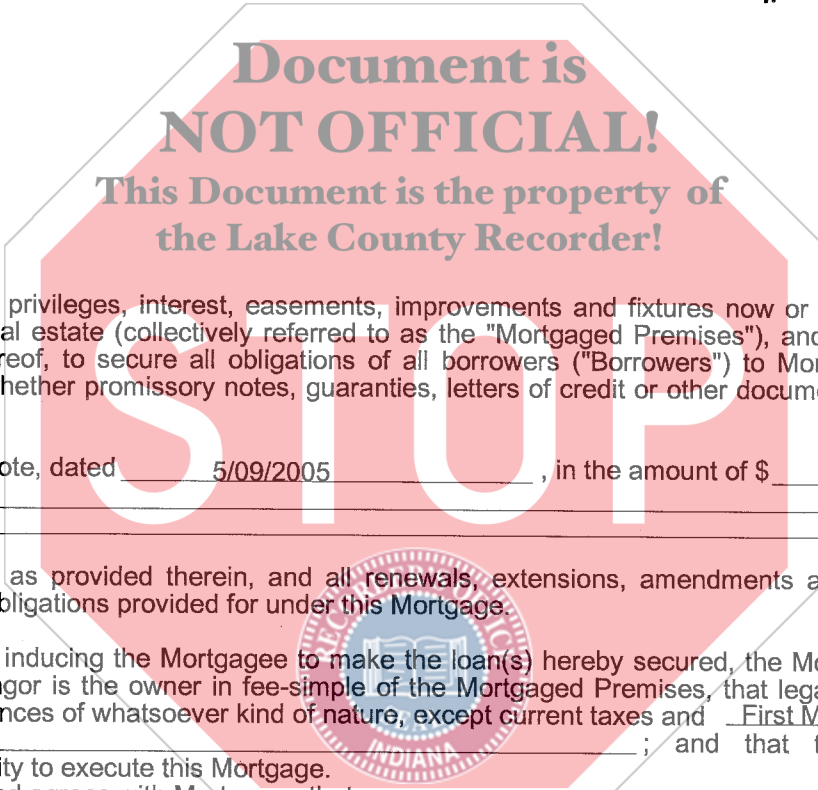 Document is
NOT OFFICIAL!
This Document is the property of
the Lake County Recorder!
privileges, interest, easements, improvements and fixtures now or
al estate (collectively referred to as the "Mortgaged Premises"), and
reof, to secure all obligations of all borrowers ("Borrowers") to Mor
hether promissory notes, guaranties, letters of credit or other docume
STOP
ote, dated 5/09/2005 , in the amount of $
as provided therein, and all renewals, extensions, amendments a
bligations provided for under this Mortgage.
inducing the Mortgagee to make the loan(s) hereby secured, the Mo
agor is the owner in fee-simple of the Mortgaged Premises, that lega
nces of whatsoever kind of nature, except current taxes and First M
; and that t
ity to execute this Mortgage.
INDIANA